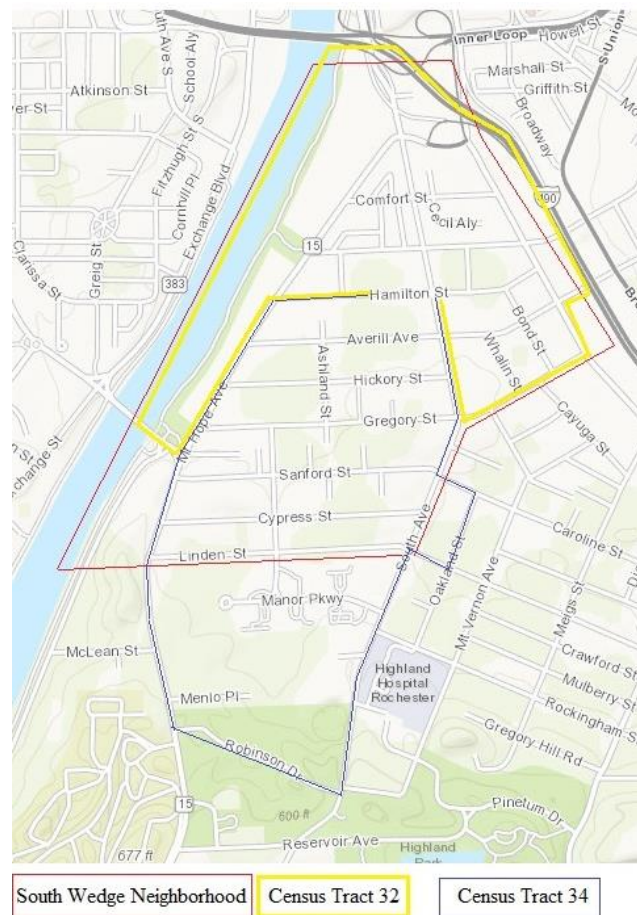 Inner Loop
Howell St
S Union
Marshall St
Griffith St
Broadway
School Aly
Atkinson St
Fitzhugh St S
Cornhill Pl
Exchange Blvd
490
Comfort St
Cecil Aly
Greig St
Clarissa St
383
15
Hamilton St
Averill Ave
Bond St
Whalin St
Ashland St
Hickory St
Gregory St
Mt Hope Ave
Cayuga St
Sanford St
Cypress St
South Ave
Caroline St
Linden St
Oakland St
Mt Vernon Ave
Meigs St
Manor Pkwy
McLean St
Highland
Hospital
Rochester
Crawford St
Mulberry St
Rockingham St
Menlo Pl
Gregory Hill Rd
Robinson Dr
15
600 ft
Pinetum Dr
Reservoir Ave
677 ft
Highland
South Wedge Neighborhood
Census Tract 32
Census Tract 34